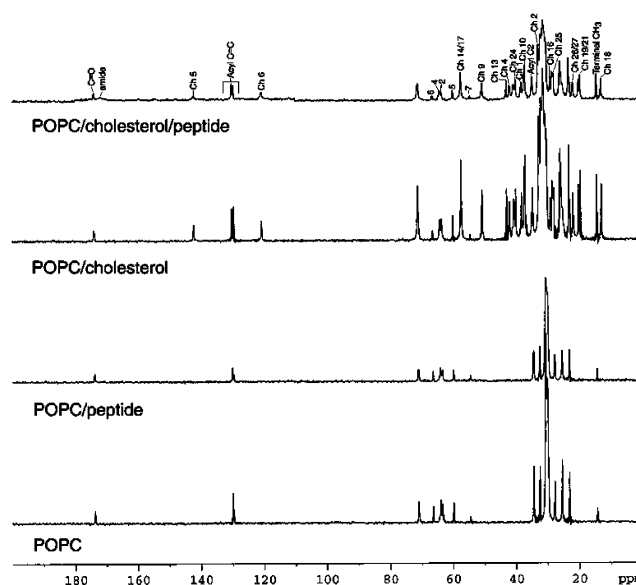 C=O
amide
Ch 5
Acyl C=C
Ch 6
6
4
2
5
Ch 14/17
7
Ch 9
Ch 13
Ch 4
Ch 24
Ch 1
Ch 10
Acyl C2
Ch 2
Ch 16
Ch 25
Ch 26/27
Ch 19/21
Terminal CH3
Ch 18
POPC/cholesterol/peptide
POPC/cholesterol
POPC/peptide
POPC
180 160 140 120 100 80 60 40 20